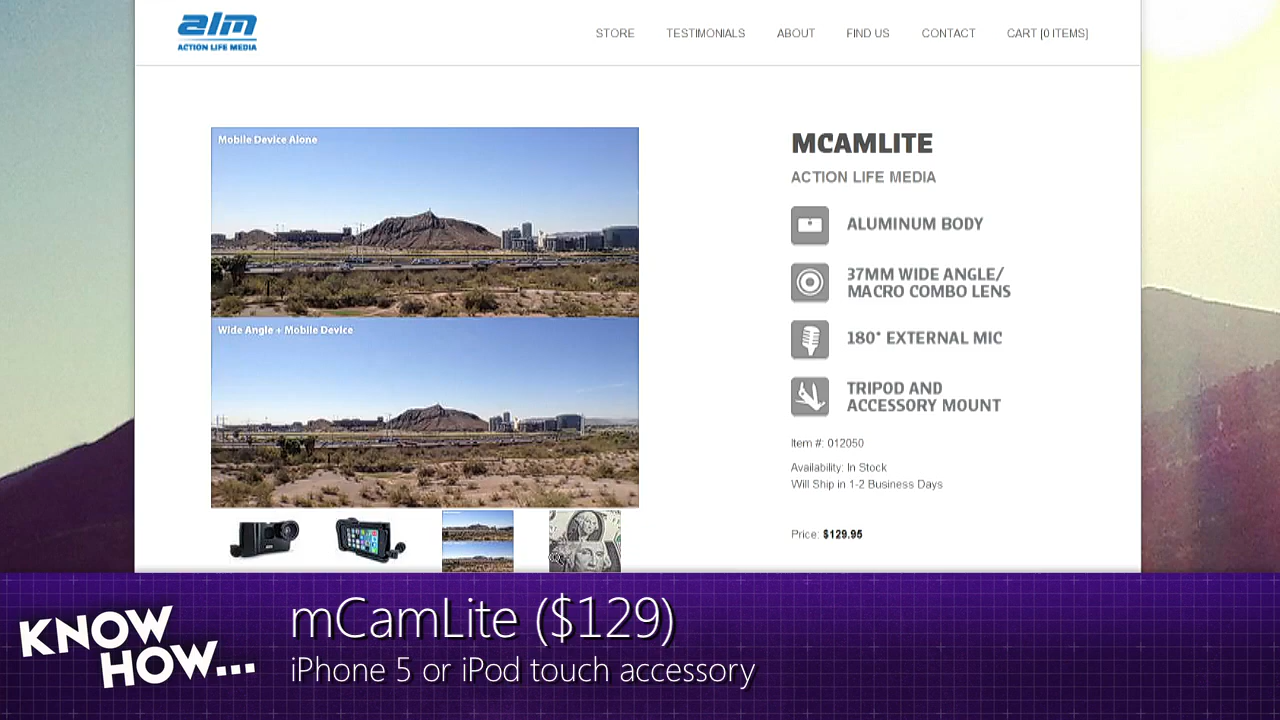 alm
ACTION LIFE MEDIA
STORE
TESTIMONIALS
ABOUT
FIND US
CONTACT
CART [0 ITEMS]
Mobile Device Alone
Wide Angle + Mobile Device
MCAMLITE
ACTION LIFE MEDIA
ALUMINUM BODY
37MM WIDE ANGLE/
MACRO COMBO LENS
180° EXTERNAL MIC
TRIPOD AND
ACCESSORY MOUNT
Item #: 012050
Availability: In Stock
Will Ship in 1-2 Business Days
Price: $129.95
KNOW
HOW...
mCamLite ($129)
iPhone 5 or iPod touch accessory